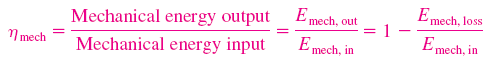 η_mech = Mechanical energy output / Mechanical energy input = E_mech, out / E_mech, in = 1 − E_mech, loss / E_mech, in